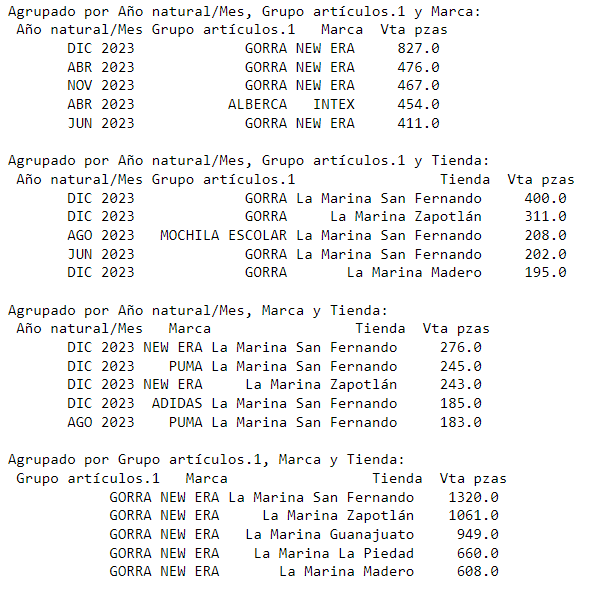 Agrupado por Año natural/Mes, Grupo artículos.1 y Marca:
Año natural/Mes Grupo artículos.1 Marca Vta pzas
DIC 2023 GORRA NEW ERA 827.0
ABR 2023 GORRA NEW ERA 476.0
NOV 2023 GORRA NEW ERA 467.0
ABR 2023 ALBERCA INTEX 454.0
JUN 2023 GORRA NEW ERA 411.0
Agrupado por Año natural/Mes, Grupo artículos.1 y Tienda:
Año natural/Mes Grupo artículos.1 Tienda Vta pzas
DIC 2023 GORRA La Marina San Fernando 400.0
DIC 2023 GORRA La Marina Zapotlán 311.0
AGO 2023 MOCHILA ESCOLAR La Marina San Fernando 208.0
JUN 2023 GORRA La Marina San Fernando 202.0
DIC 2023 GORRA La Marina Madero 195.0
Agrupado por Año natural/Mes, Marca y Tienda:
Año natural/Mes Marca Tienda Vta pzas
DIC 2023 NEW ERA La Marina San Fernando 276.0
DIC 2023 PUMA La Marina San Fernando 245.0
DIC 2023 NEW ERA La Marina Zapotlán 243.0
DIC 2023 ADIDAS La Marina San Fernando 185.0
AGO 2023 PUMA La Marina San Fernando 183.0
Agrupado por Grupo artículos.1, Marca y Tienda:
Grupo artículos.1 Marca Tienda Vta pzas
GORRA NEW ERA La Marina San Fernando 1320.0
GORRA NEW ERA La Marina Zapotlán 1061.0
GORRA NEW ERA La Marina Guanajuato 949.0
GORRA NEW ERA La Marina La Piedad 660.0
GORRA NEW ERA La Marina Madero 608.0